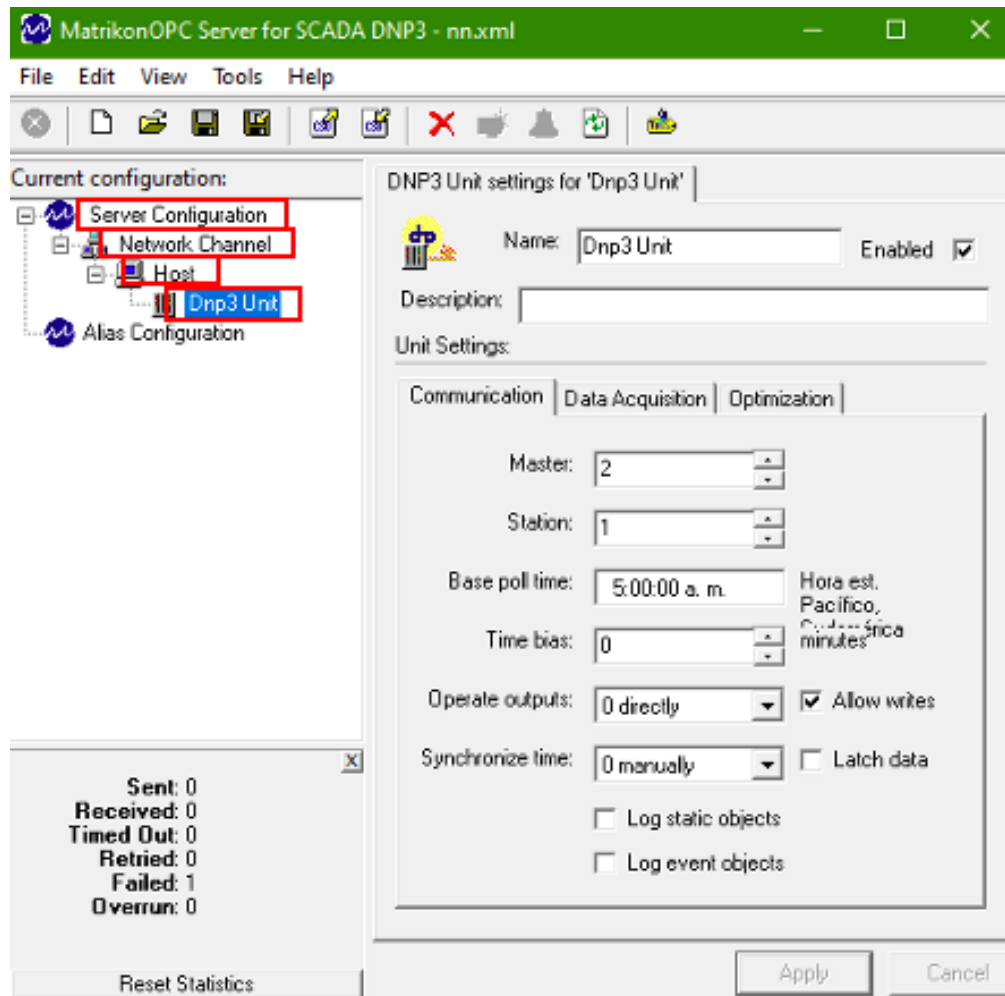 MatrikonOPC Server for SCADA DNP3 - nn.xml
File Edit View Tools Help
Current configuration:
Server Configuration
Network Channel
Host
Dnp3 Unit
Alias Configuration
DNP3 Unit settings for 'Dnp3 Unit'
Name: Dnp3 Unit Enabled
Description:
Unit Settings:
Communication Data Acquisition Optimization
Master: 2
Station: 1
Base poll time: 5:00:00 a. m. Hora est.
Pacífico,
Time bias: 0 minutes
Operate outputs: 0 directly Allow writes
Synchronize time: 0 manually Latch data
Log static objects
Log event objects
Sent: 0
Received: 0
Timed Out: 0
Retried: 0
Failed: 1
Overrun: 0
Reset Statistics
Apply Cancel